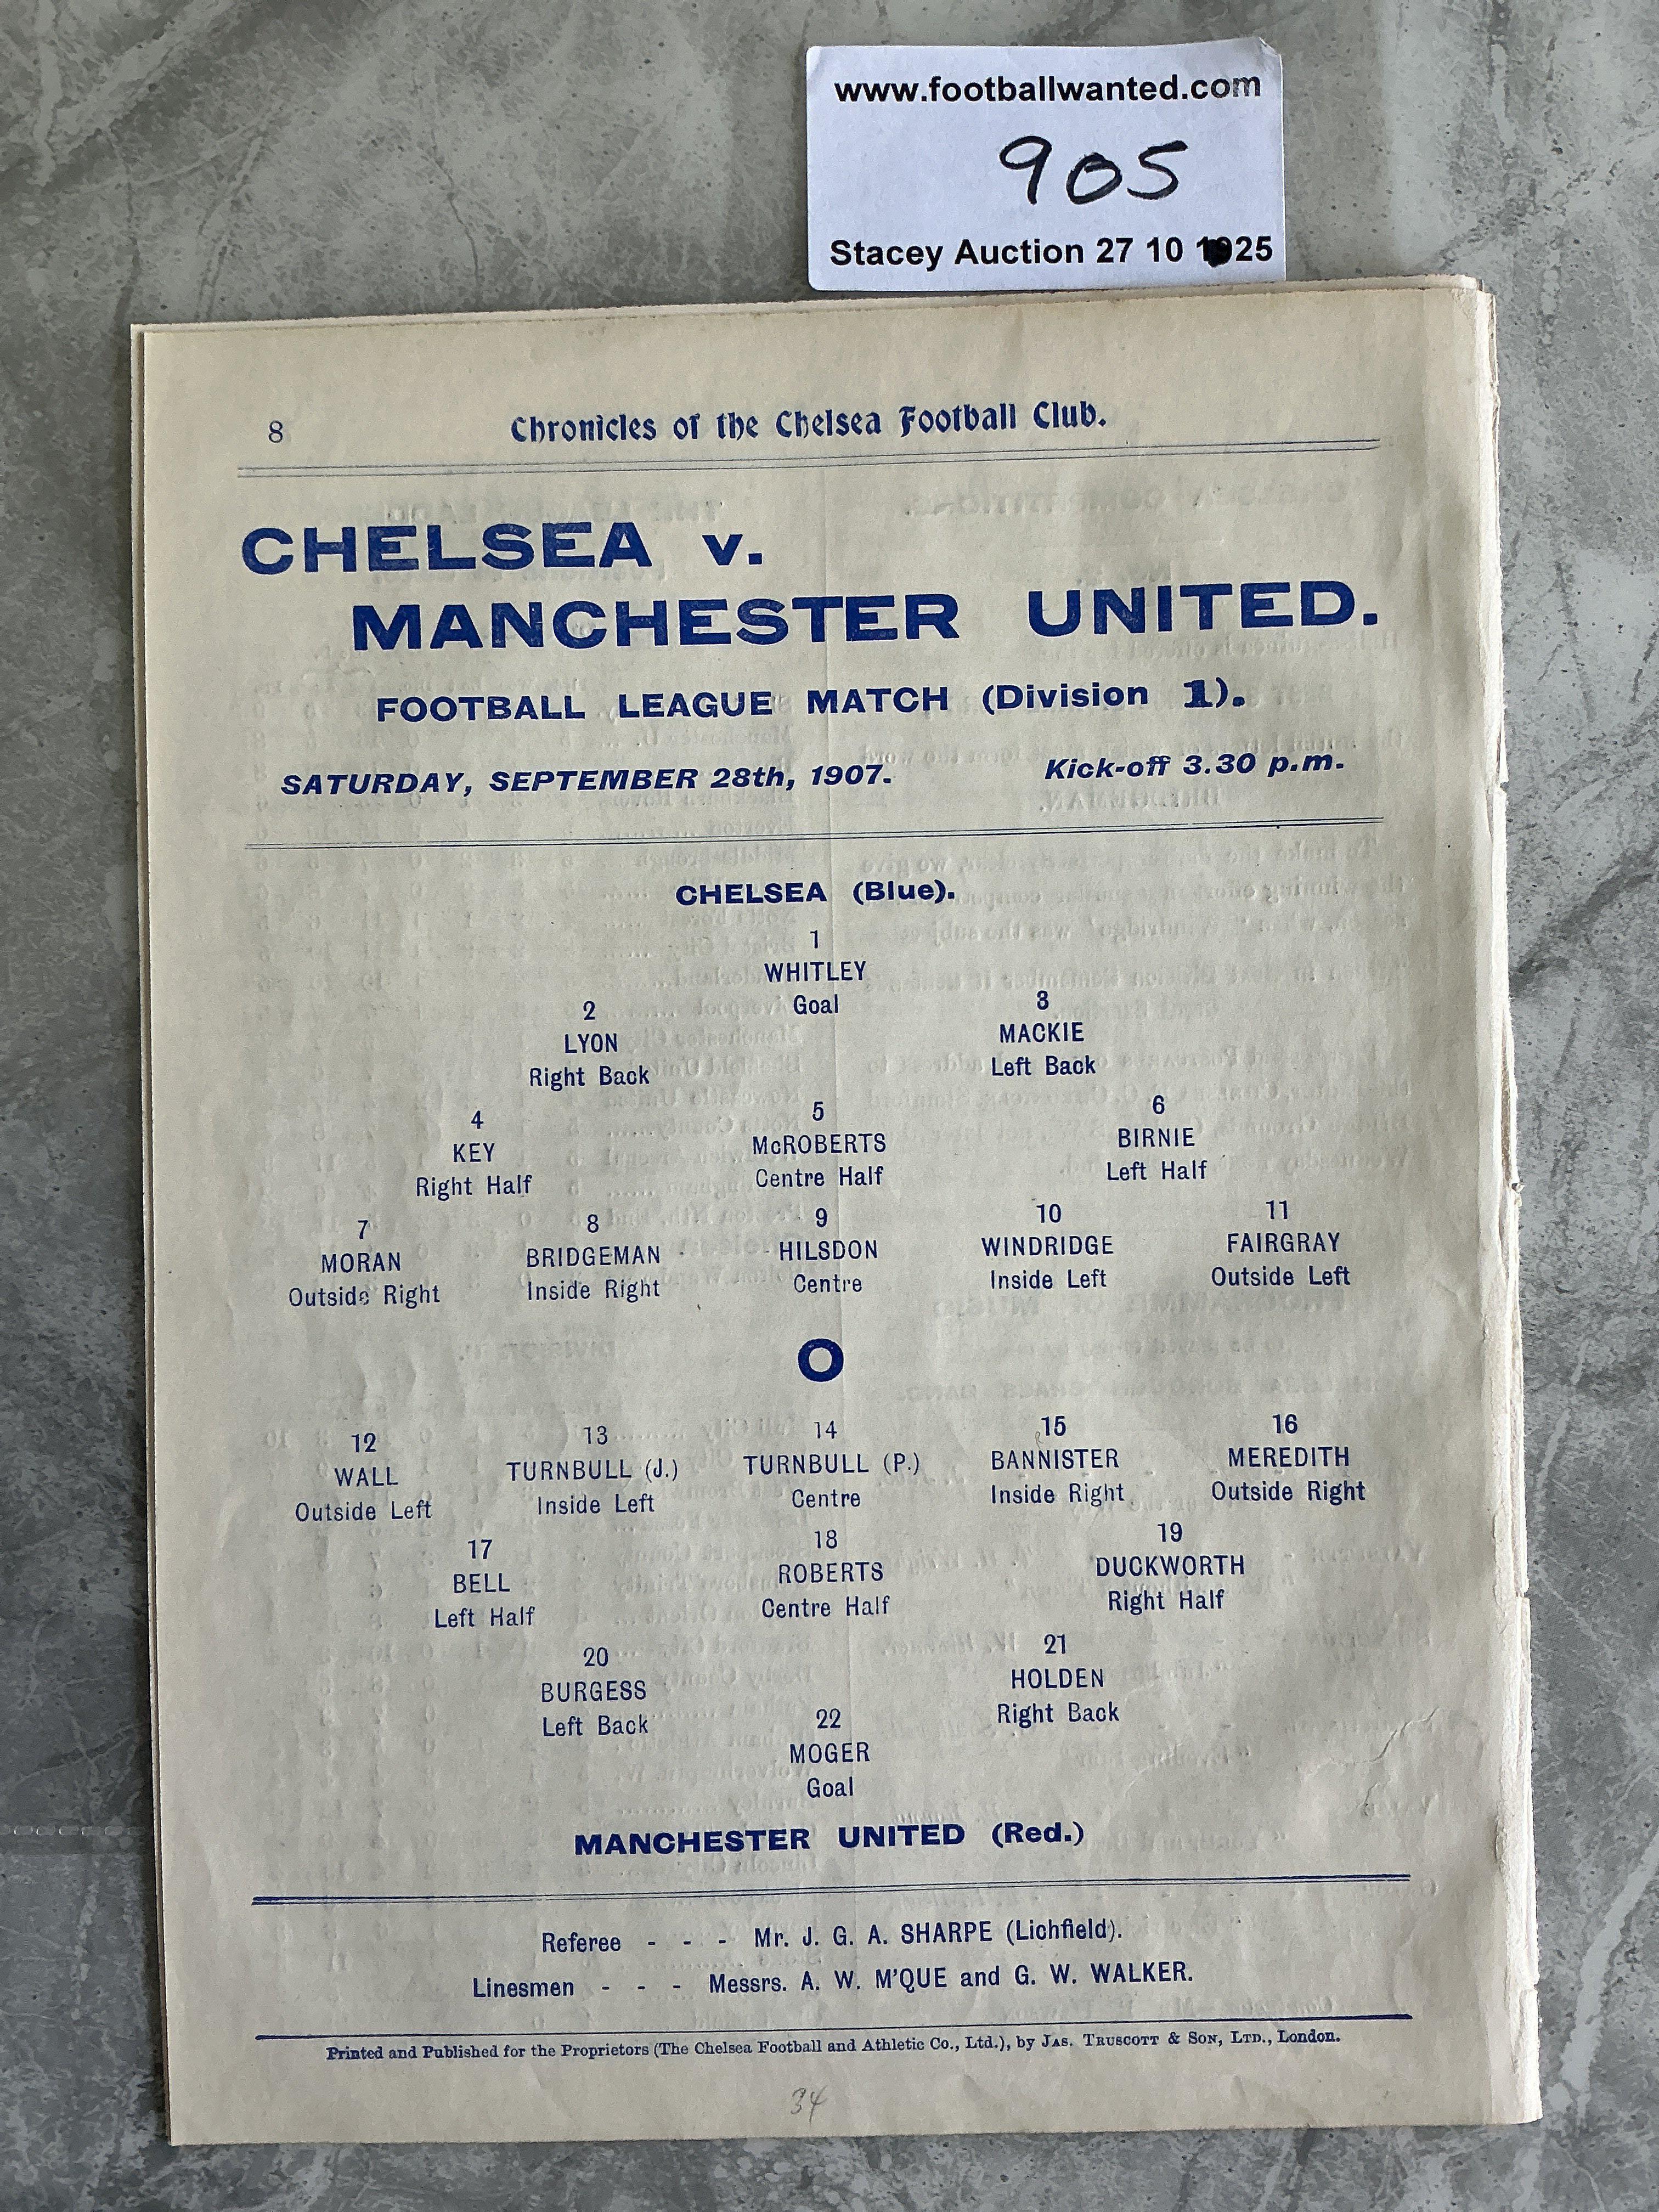 www.footballwanted.com
905
Stacey Auction 27 10 25
8 Chronicles of the Chelsea Football Club.
CHELSEA v.
MANCHESTER UNITED.
FOOTBALL LEAGUE MATCH (Division 1).
SATURDAY, SEPTEMBER 28th, 1907. Kick-off 3.30 p.m.
CHELSEA (Blue).
1
WHITLEY
Goal
2 3
LYON MACKIE
Right Back Left Back
4 5 6
KEY McROBERTS BIRNIE
Right Half Centre Half Left Half
7 8 9 10 11
MORAN BRIDGEMAN HILSDON WINDRIDGE FAIRGRAY
Outside Right Inside Right Centre Inside Left Outside Left
O
12 13 14 15 16
WALL TURNBULL (J.) TURNBULL (P.) BANNISTER MEREDITH
Outside Left Inside Left Centre Inside Right Outside Right
17 18 19
BELL ROBERTS DUCKWORTH
Left Half Centre Half Right Half
20 21
BURGESS HOLDEN
Left Back Right Back
22
MOGER
Goal
MANCHESTER UNITED (Red.)
Referee - - - Mr. J. G. A. SHARPE (Lichfield).
Linesmen - - - Messrs. A. W. M'QUE and G. W. WALKER.
Printed and Published for the Proprietors (The Chelsea Football and Athletic Co., Ltd.), by JAS. TRUSCOTT & SON, LTD., London.
34